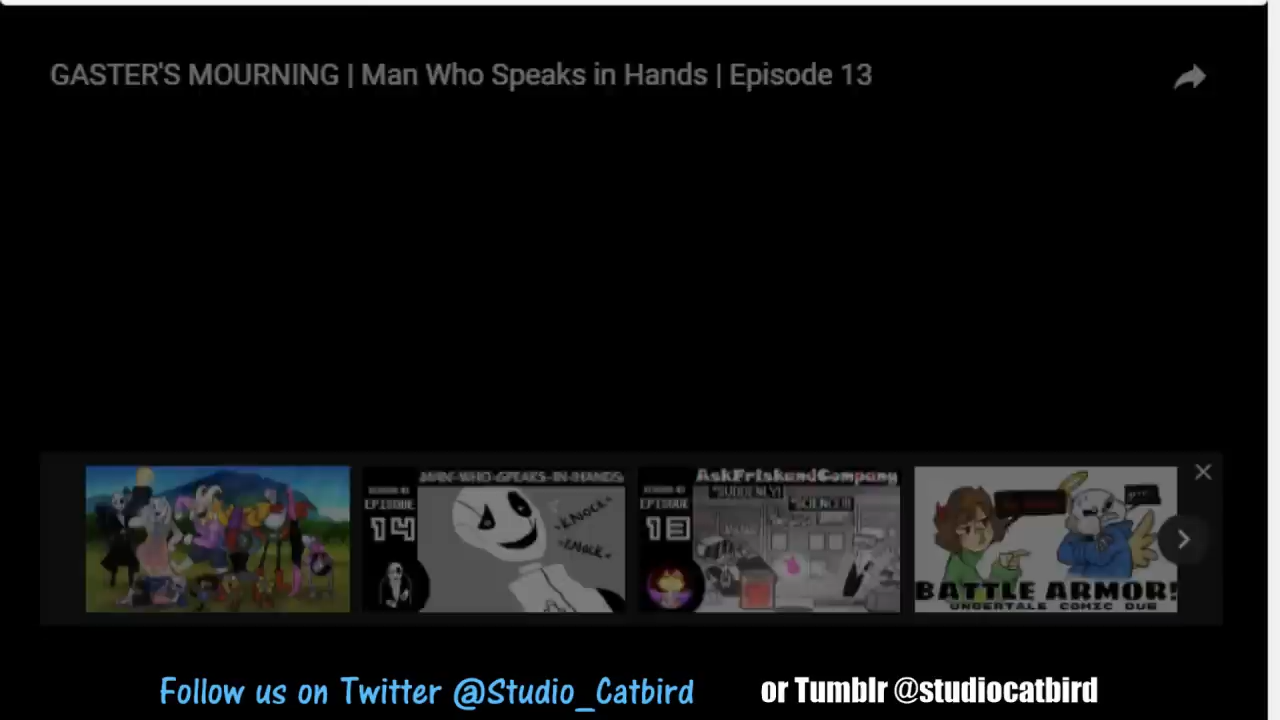 GASTER'S MOURNING | Man Who Speaks in Hands | Episode 13
MAN-WHO-SPEAKS-IN-HANDS
EPISODE
14
*KNOCK*
*KNOCK*
AskFriskandCompany
EPISODE
13
"SUDDENLY!
SCIENCE!!
BATTLE ARMOR!
UNDERTALE COMIC DUB
Follow us on Twitter @Studio_Catbird
or Tumblr @studiocatbird